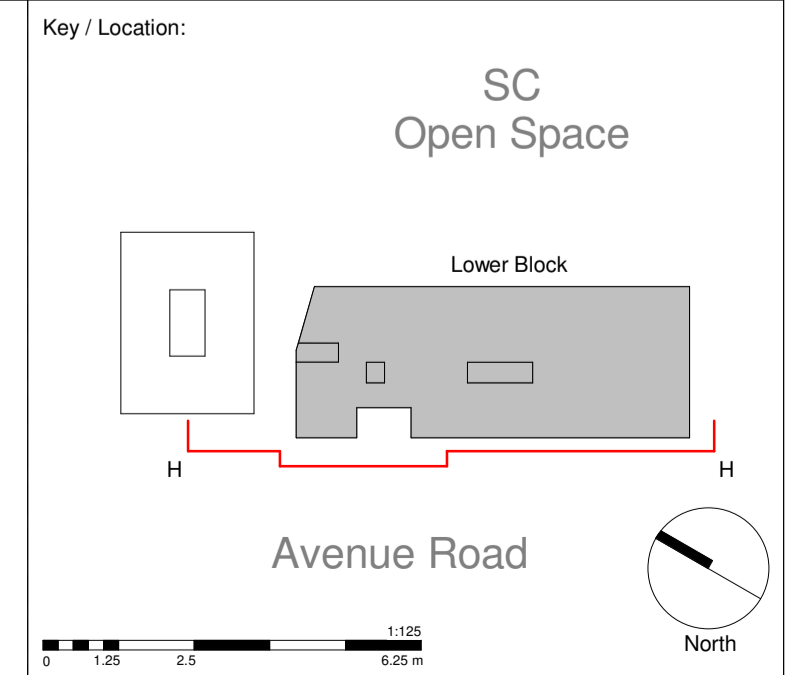 Key / Location:
SC
Open Space
Lower Block
H
H
Avenue Road
1:125
0 1.25 2.5 6.25 m
North